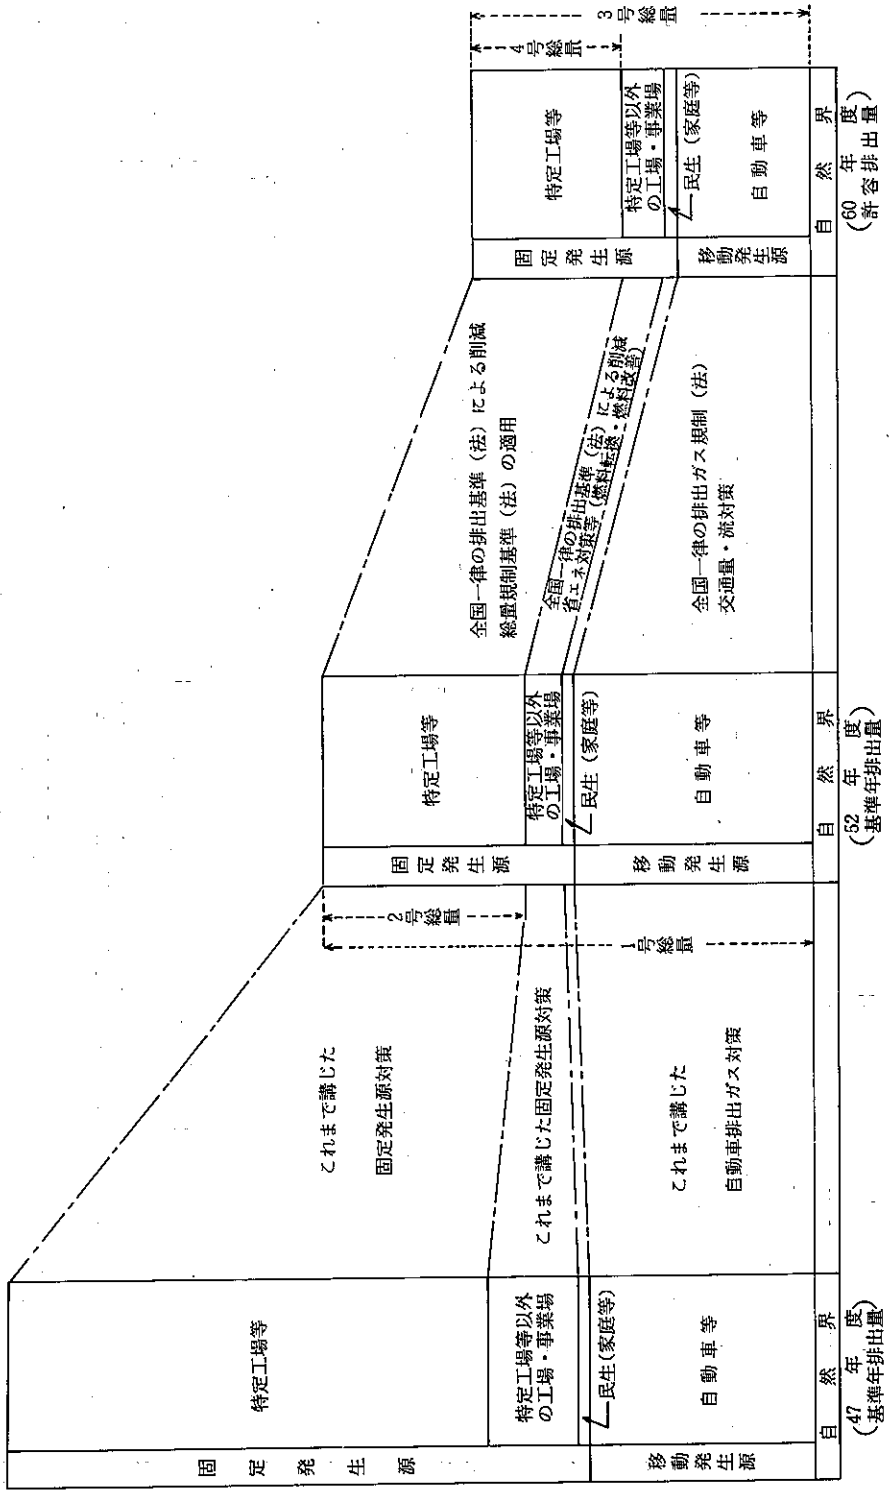 固定発生源
特定工場等
特定工場等以外
の工場・事業場
民生(家庭等)
移動発生源
自動車等
自然界
(47年度
基準年排出量)
これまで講じた
固定発生源対策
これまで講じた固定発生源対策
これまで講じた
自動車排出ガス対策
2号総量
1号総量
固定発生源
特定工場等
特定工場等以外
の工場・事業場
民生(家庭等)
移動発生源
自動車等
自然界
(52年度
基準年排出量)
全国一律の排出基準(法)による削減
総量規制基準(法)の適用
全国一律の排出基準(法)による削減
省エネ対策等(燃料転換・燃料改善)
全国一律の排出ガス規制(法)
交通量・流対策
固定発生源
特定工場等
特定工場等以外
の工場・事業場
民生(家庭等)
移動発生源
自動車等
自然界
(60年度
許容排出量)
4号総量
3号総量